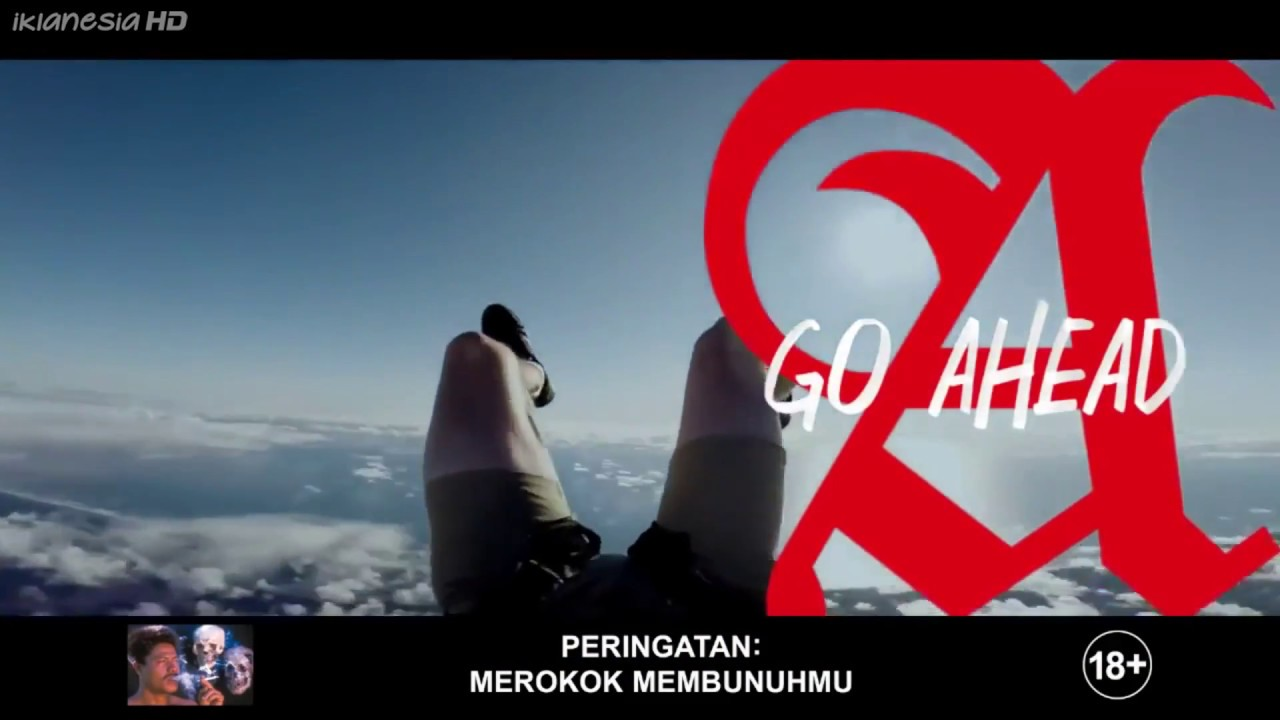 iklanesia HD
A
GO AHEAD
PERINGATAN:
MEROKOK MEMBUNUHMU
18+